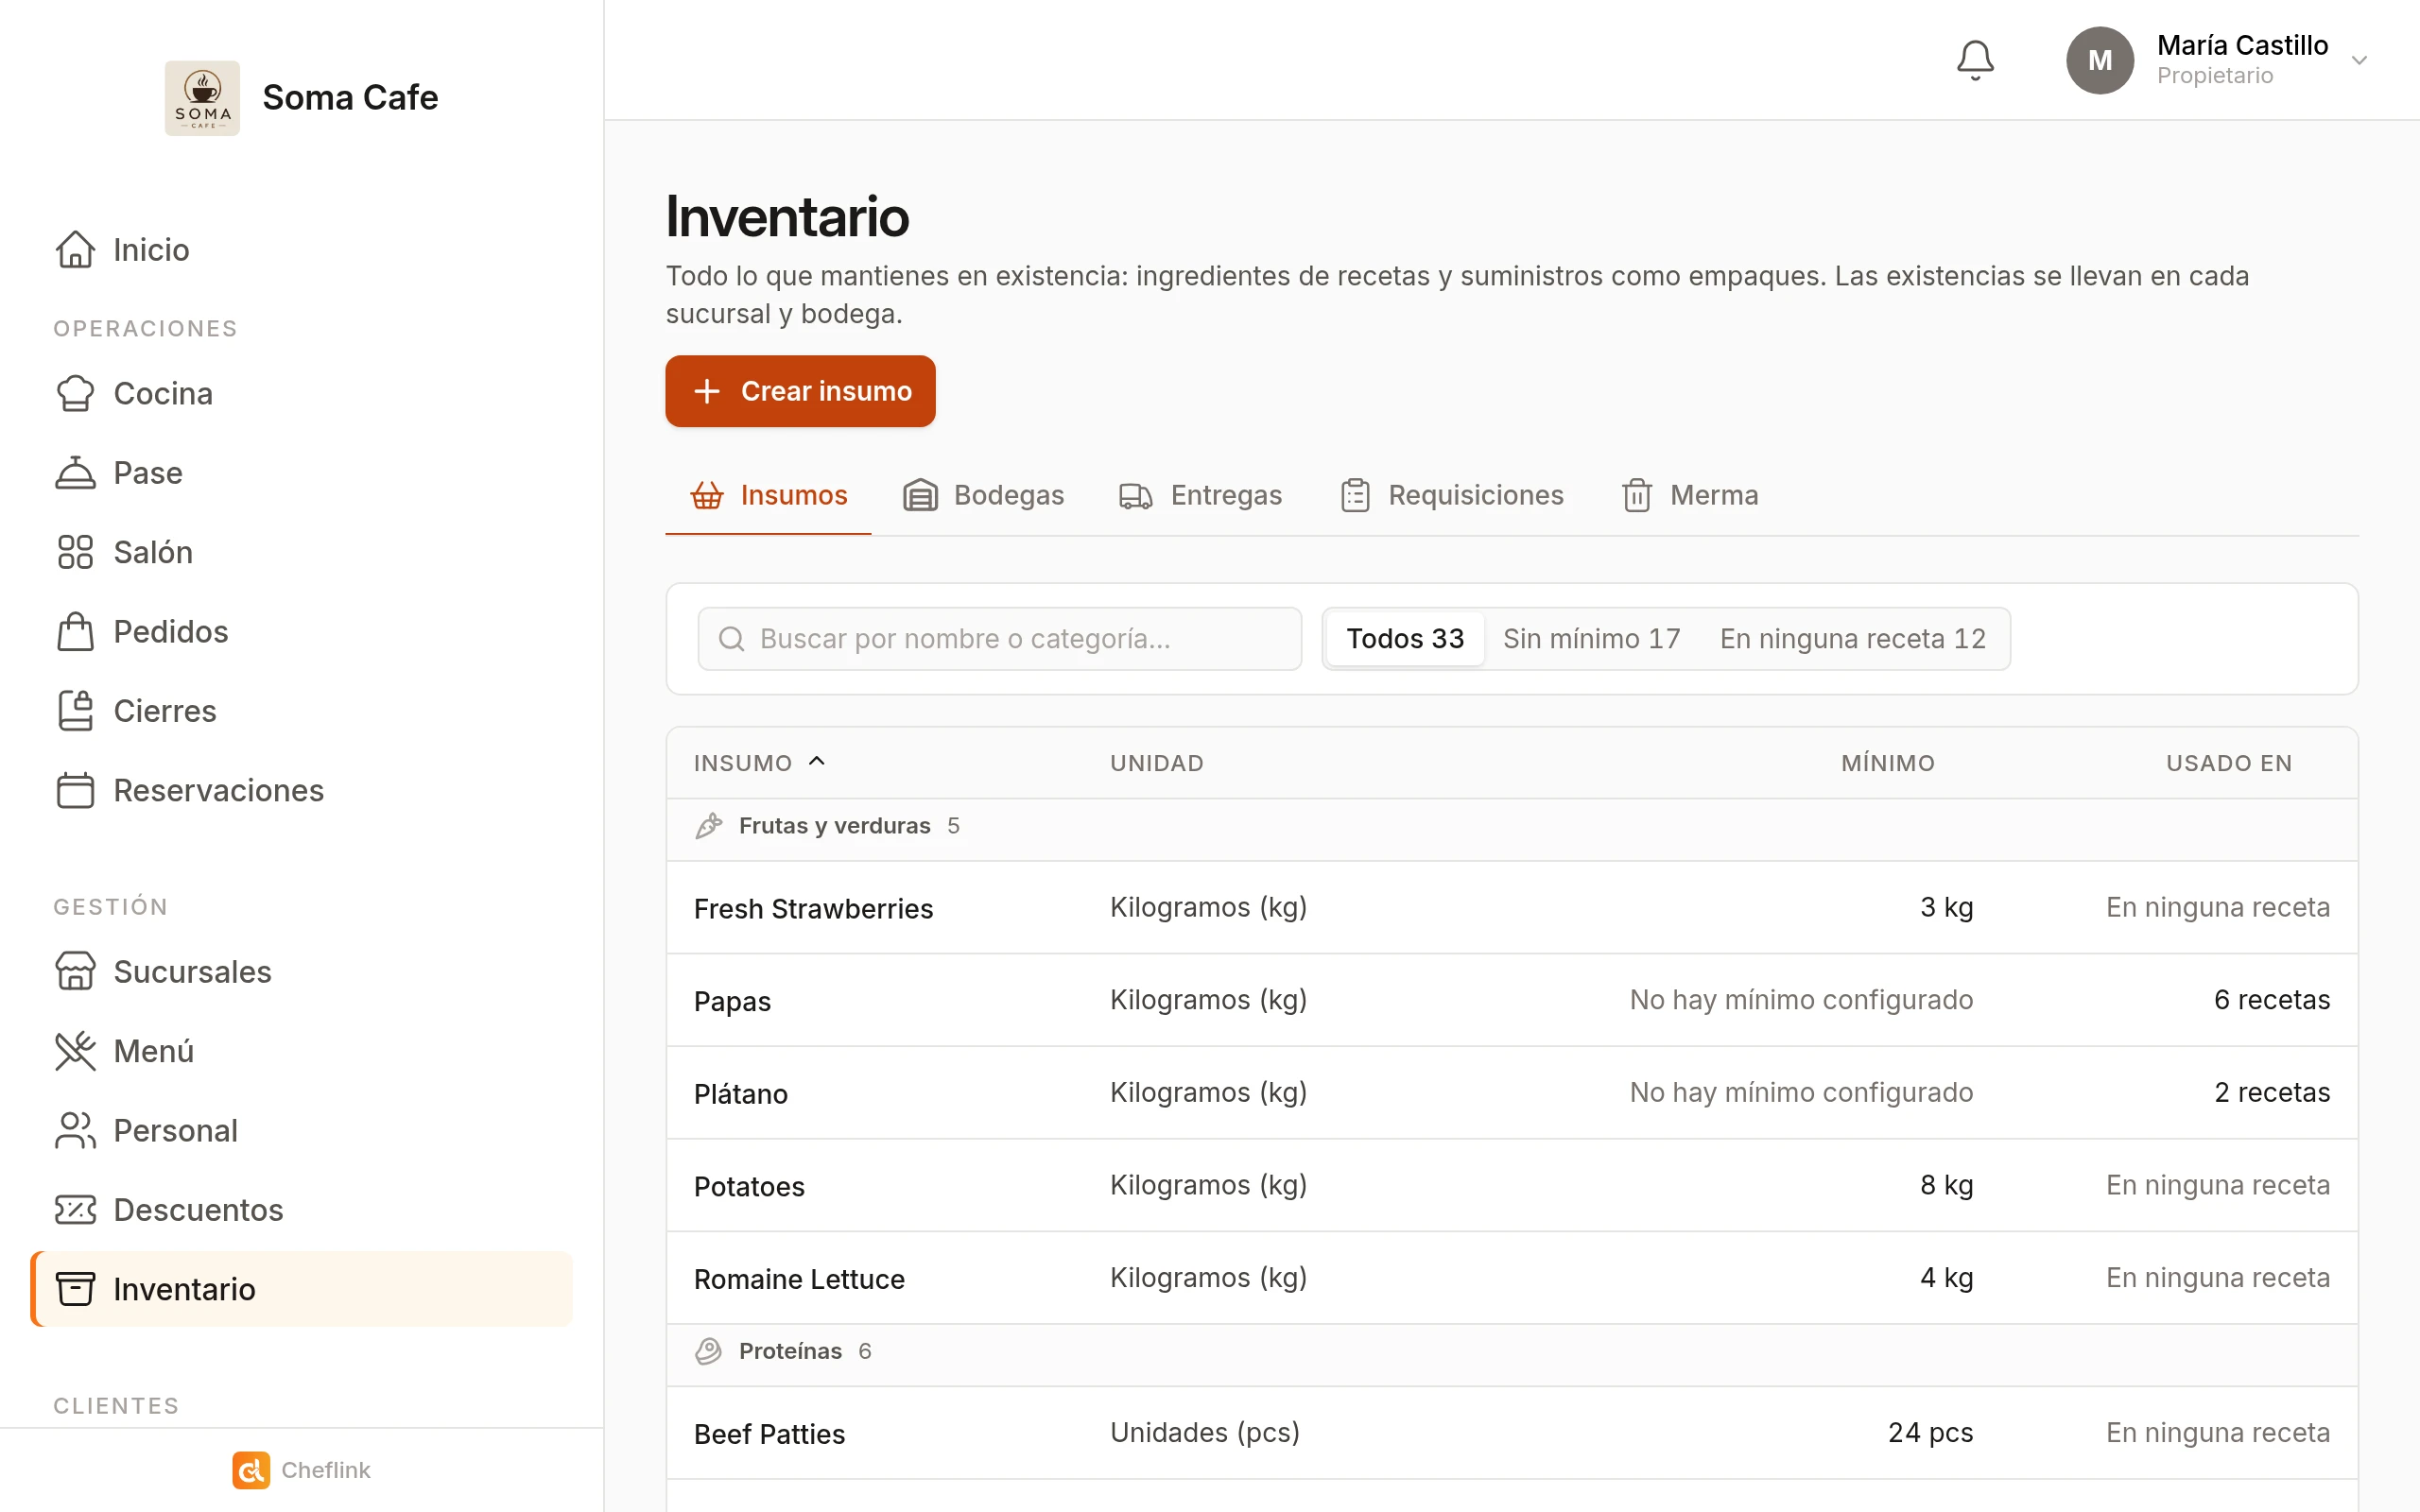 SOMA
CAFE
Soma Cafe
Inicio
OPERACIONES
Cocina
Pase
Salón
Pedidos
Cierres
Reservaciones
GESTIÓN
Sucursales
Menú
Personal
Descuentos
Inventario
CLIENTES
Cheflink
M
María Castillo
Propietario
Inventario
Todo lo que mantienes en existencia: ingredientes de recetas y suministros como empaques. Las existencias se llevan en cada
sucursal y bodega.
Crear insumo
Insumos Bodegas Entregas Requisiciones Merma
Buscar por nombre o categoría... Todos 33 Sin mínimo 17 En ninguna receta 12
INSUMO UNIDAD MÍNIMO USADO EN
Frutas y verduras 5
Fresh Strawberries Kilogramos (kg) 3 kg En ninguna receta
Papas Kilogramos (kg) No hay mínimo configurado 6 recetas
Plátano Kilogramos (kg) No hay mínimo configurado 2 recetas
Potatoes Kilogramos (kg) 8 kg En ninguna receta
Romaine Lettuce Kilogramos (kg) 4 kg En ninguna receta
Proteínas 6
Beef Patties Unidades (pcs) 24 pcs En ninguna receta